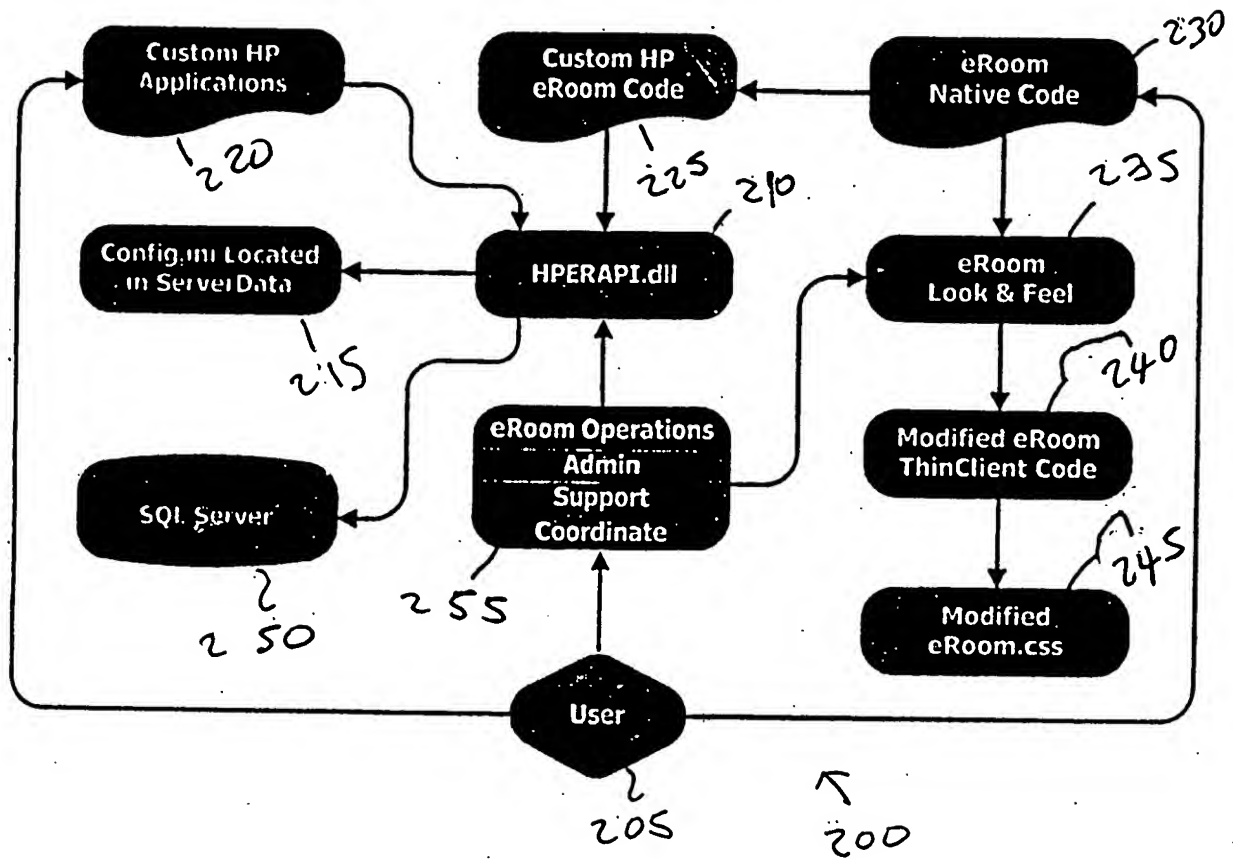 Custom HP
Applications
220
Custom HP
eRoom Code
225
eRoom
Native Code
230
Config.ini Located
in ServerData
215
HPERAPI.dll
210
eRoom
Look & Feel
235
SQL Server
250
eRoom Operations
Admin
Support
Coordinate
255
Modified eRoom
ThinClient Code
240
Modified
eRoom.css
245
User
205
200